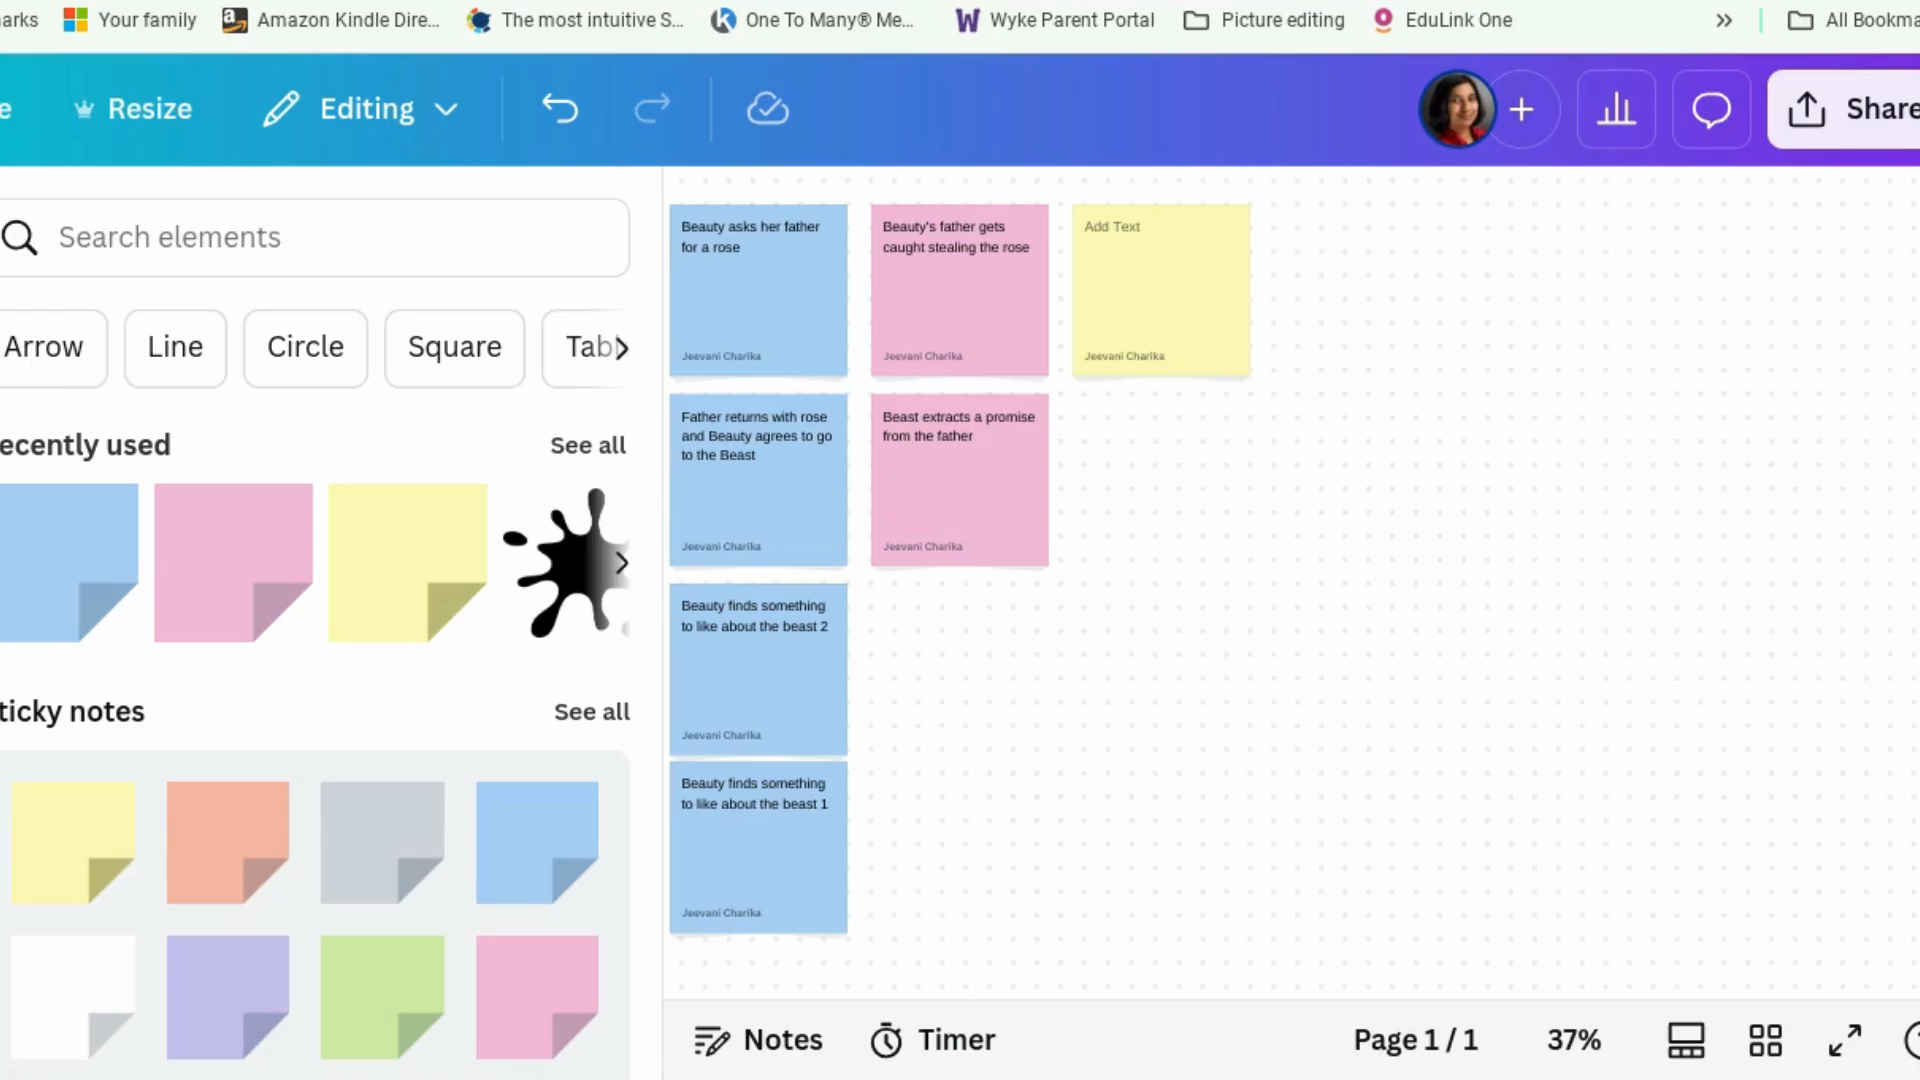 arks Your family Amazon Kindle Dire... The most intuitive S... One To Many® Me... Wyke Parent Portal Picture editing EduLink One All Bookma
e Resize Editing Share
Search elements
Arrow Line Circle Square Tab
ecently used See all
ticky notes See all
Beauty asks her father
for a rose
Jeevani Charika
Beauty's father gets
caught stealing the rose
Jeevani Charika
Add Text
Jeevani Charika
Father returns with rose
and Beauty agrees to go
to the Beast
Jeevani Charika
Beast extracts a promise
from the father
Jeevani Charika
Beauty finds something
to like about the beast 2
Jeevani Charika
Beauty finds something
to like about the beast 1
Jeevani Charika
Notes Timer Page 1 / 1 37%